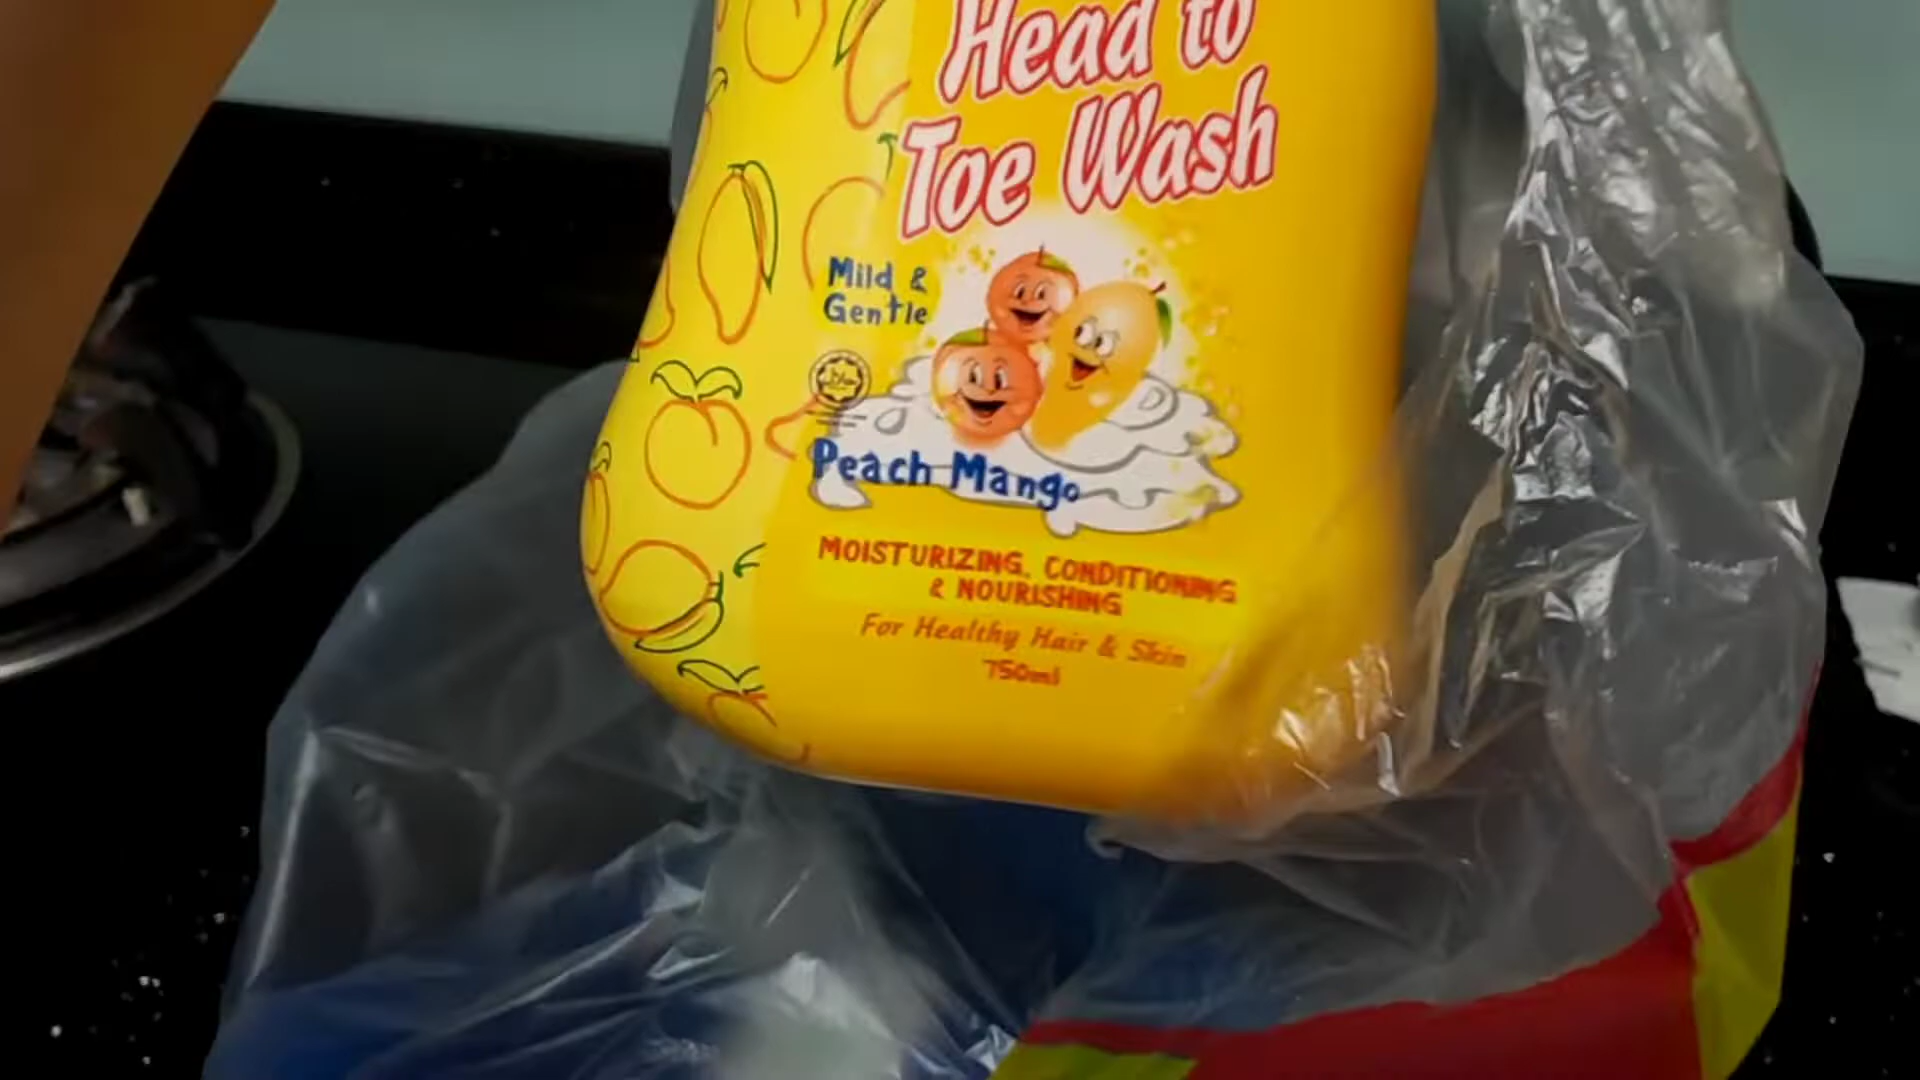 Head to
Toe Wash
Mild &
Gentle
Peach Mango
MOISTURIZING, CONDITIONING
& NOURISHING
For Healthy Hair & Skin
750ml